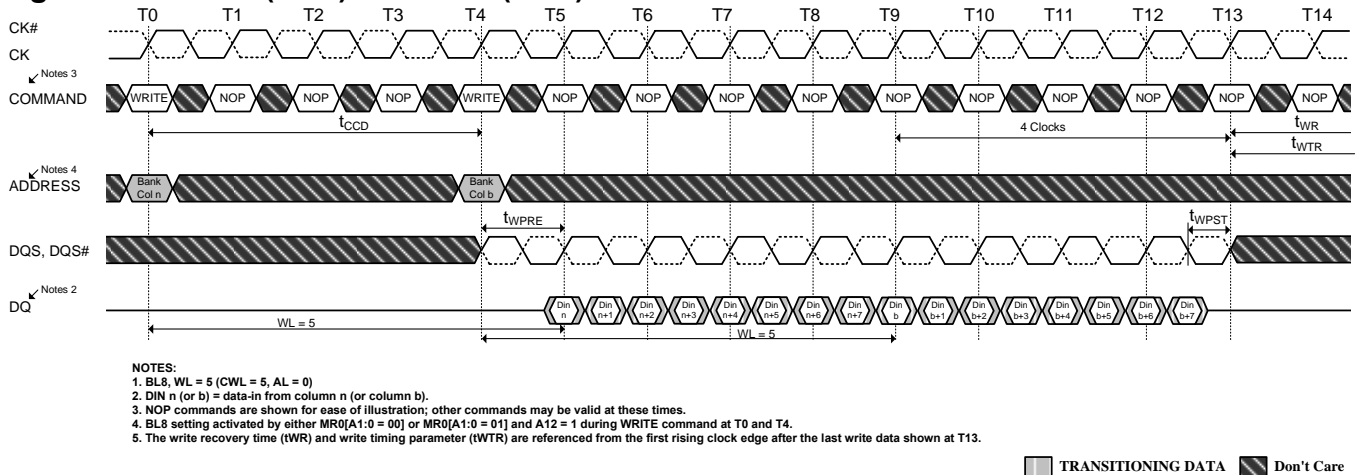 T0 T1 T2 T3 T4 T5 T6 T7 T8 T9 T10 T11 T12 T13 T14
CK#
CK
Notes 3
COMMAND
WRITE NOP NOP NOP WRITE NOP NOP NOP NOP NOP NOP NOP NOP NOP NOP
tCCD
4 Clocks
tWR
tWTR
Notes 4
ADDRESS
Bank Col n
Bank Col b
tWPRE
tWPST
DQS, DQS#
Notes 2
DQ
Din n Din n+1 Din n+2 Din n+3 Din n+4 Din n+5 Din n+6 Din n+7 Din b Din b+1 Din b+2 Din b+3 Din b+4 Din b+5 Din b+6 Din b+7
WL = 5
WL = 5
NOTES:
1. BL8, WL = 5 (CWL = 5, AL = 0)
2. DIN n (or b) = data-in from column n (or column b).
3. NOP commands are shown for ease of illustration; other commands may be valid at these times.
4. BL8 setting activated by either MR0[A1:0 = 00] or MR0[A1:0 = 01] and A12 = 1 during WRITE command at T0 and T4.
5. The write recovery time (tWR) and write timing parameter (tWTR) are referenced from the first rising clock edge after the last write data shown at T13.
TRANSITIONING DATA
Don't Care